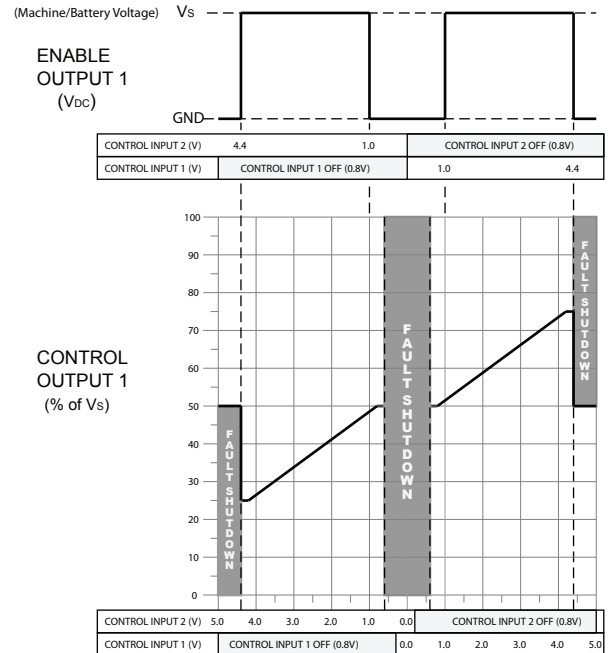 (Machine/Battery Voltage) Vs
ENABLE
OUTPUT 1
(VDC)
GND
CONTROL INPUT 2 (V) 4.4 1.0 CONTROL INPUT 2 OFF (0.8V)
CONTROL INPUT 1 (V) CONTROL INPUT 1 OFF (0.8V) 1.0 4.4
100
90
80
70
60
50
40
30
20
10
0
CONTROL
OUTPUT 1
(% of Vs)
FAULT SHUTDOWN
FAULT SHUTDOWN
FAULT SHUTDOWN
CONTROL INPUT 2 (V) 5.0 4.0 3.0 2.0 1.0 0.0 CONTROL INPUT 2 OFF (0.8V)
CONTROL INPUT 1 (V) CONTROL INPUT 1 OFF (0.8V) 0.0 1.0 2.0 3.0 4.0 5.0